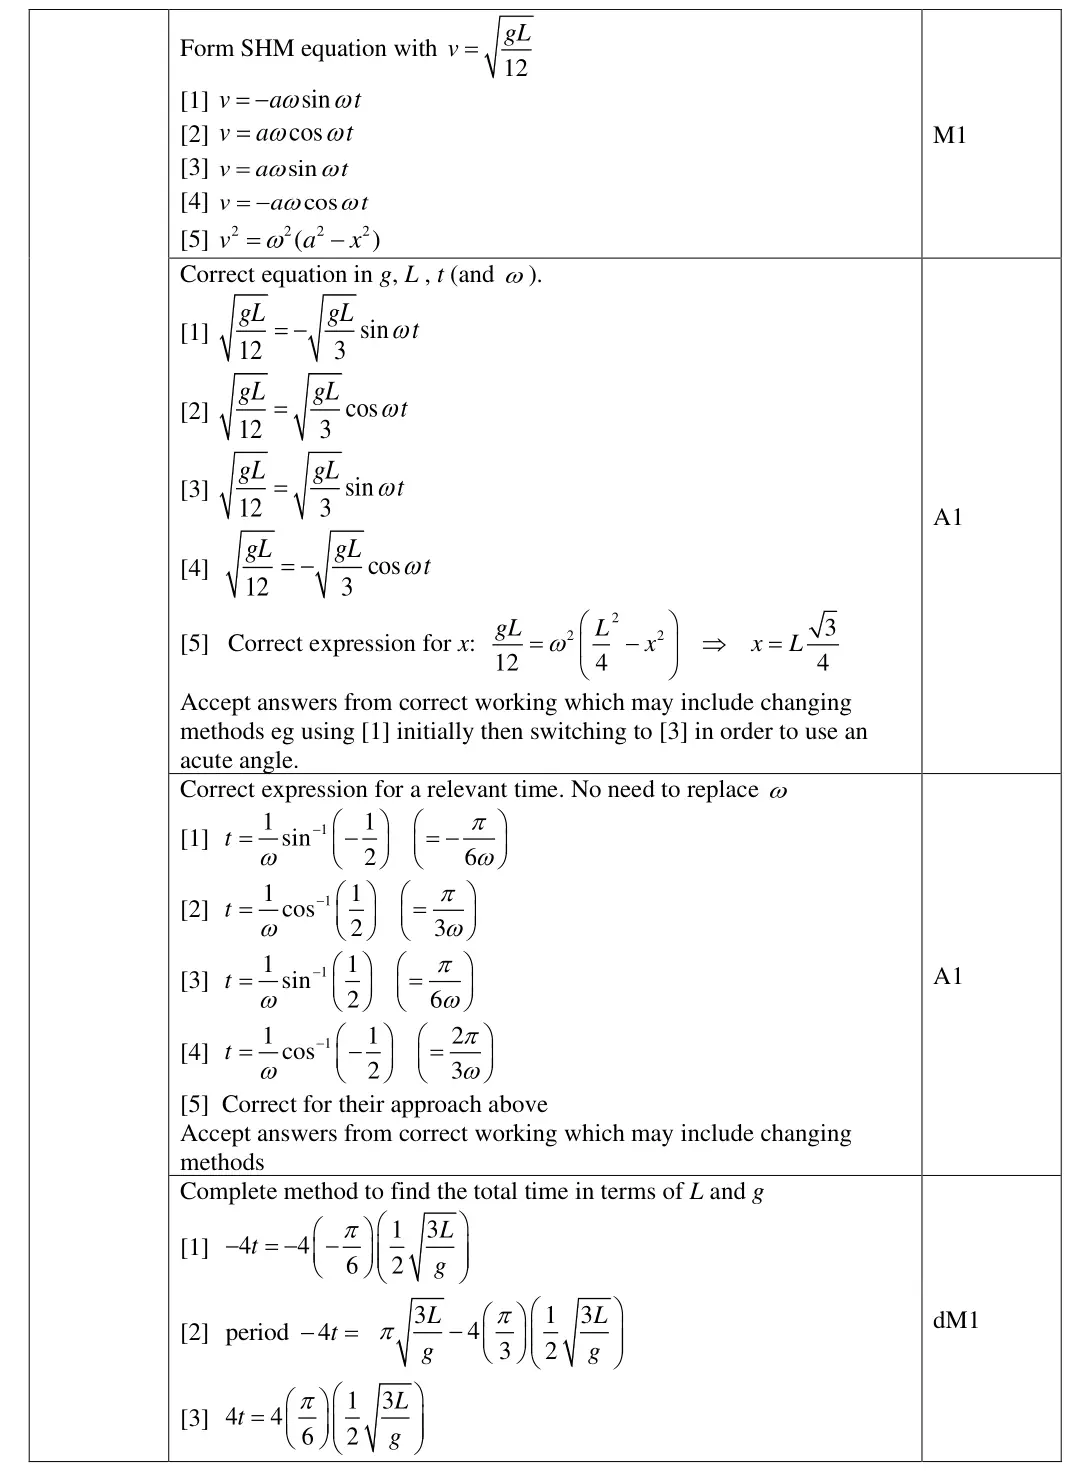 Form SHM equation with v = √(gL/12)
[1] v = −aω sin ωt
[2] v = aω cos ωt
[3] v = aω sin ωt
[4] v = −aω cos ωt
[5] v² = ω²(a² − x²)
M1
Correct equation in g, L , t (and ω ).
[1] √(gL/12) = −√(gL/3) sin ωt
[2] √(gL/12) = √(gL/3) cos ωt
[3] √(gL/12) = √(gL/3) sin ωt
[4] √(gL/12) = −√(gL/3) cos ωt
[5] Correct expression for x: gL/12 = ω²(L²/4 − x²) ⇒ x = L √3/4
Accept answers from correct working which may include changing
methods eg using [1] initially then switching to [3] in order to use an
acute angle.
A1
Correct expression for a relevant time. No need to replace ω
[1] t = 1/ω sin⁻¹(−1/2) (= −π/6ω)
[2] t = 1/ω cos⁻¹(1/2) (= π/3ω)
[3] t = 1/ω sin⁻¹(1/2) (= π/6ω)
[4] t = 1/ω cos⁻¹(−1/2) (= 2π/3ω)
[5] Correct for their approach above
Accept answers from correct working which may include changing
methods
A1
Complete method to find the total time in terms of L and g
[1] −4t = −4(−π/6)(1/2 √(3L/g))
[2] period − 4t = π√(3L/g) − 4(π/3)(1/2 √(3L/g))
[3] 4t = 4(π/6)(1/2 √(3L/g))
dM1